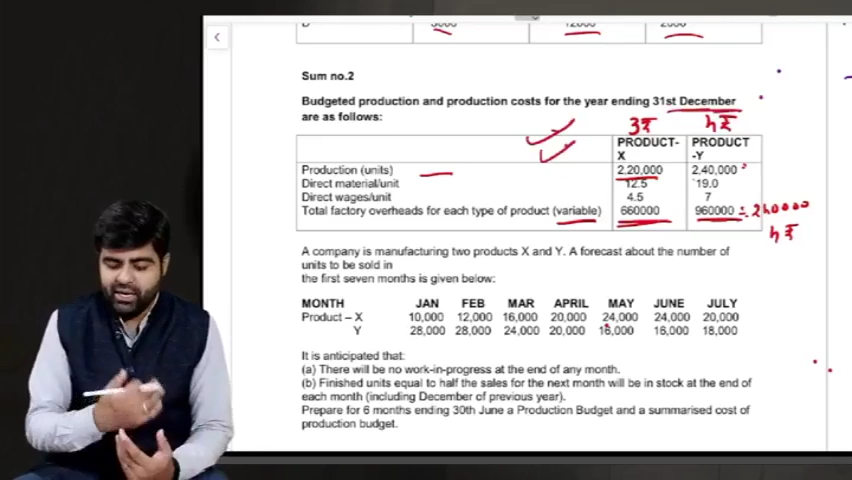 D 5000 12000 2000
Sum no.2
Budgeted production and production costs for the year ending 31st December
are as follows:
3₹ 4₹
PRODUCT-X PRODUCT-Y
Production (units) 2,20,000 2,40,000
Direct material/unit 12.5 19.0
Direct wages/unit 4.5 7
Total factory overheads for each type of product (variable) 660000 960000 ÷ 240000
4₹
A company is manufacturing two products X and Y. A forecast about the number of
units to be sold in
the first seven months is given below:
MONTH JAN FEB MAR APRIL MAY JUNE JULY
Product – X 10,000 12,000 16,000 20,000 24,000 24,000 20,000
Y 28,000 28,000 24,000 20,000 16,000 16,000 18,000
It is anticipated that:
(a) There will be no work-in-progress at the end of any month.
(b) Finished units equal to half the sales for the next month will be in stock at the end of
each month (including December of previous year).
Prepare for 6 months ending 30th June a Production Budget and a summarised cost of
production budget.